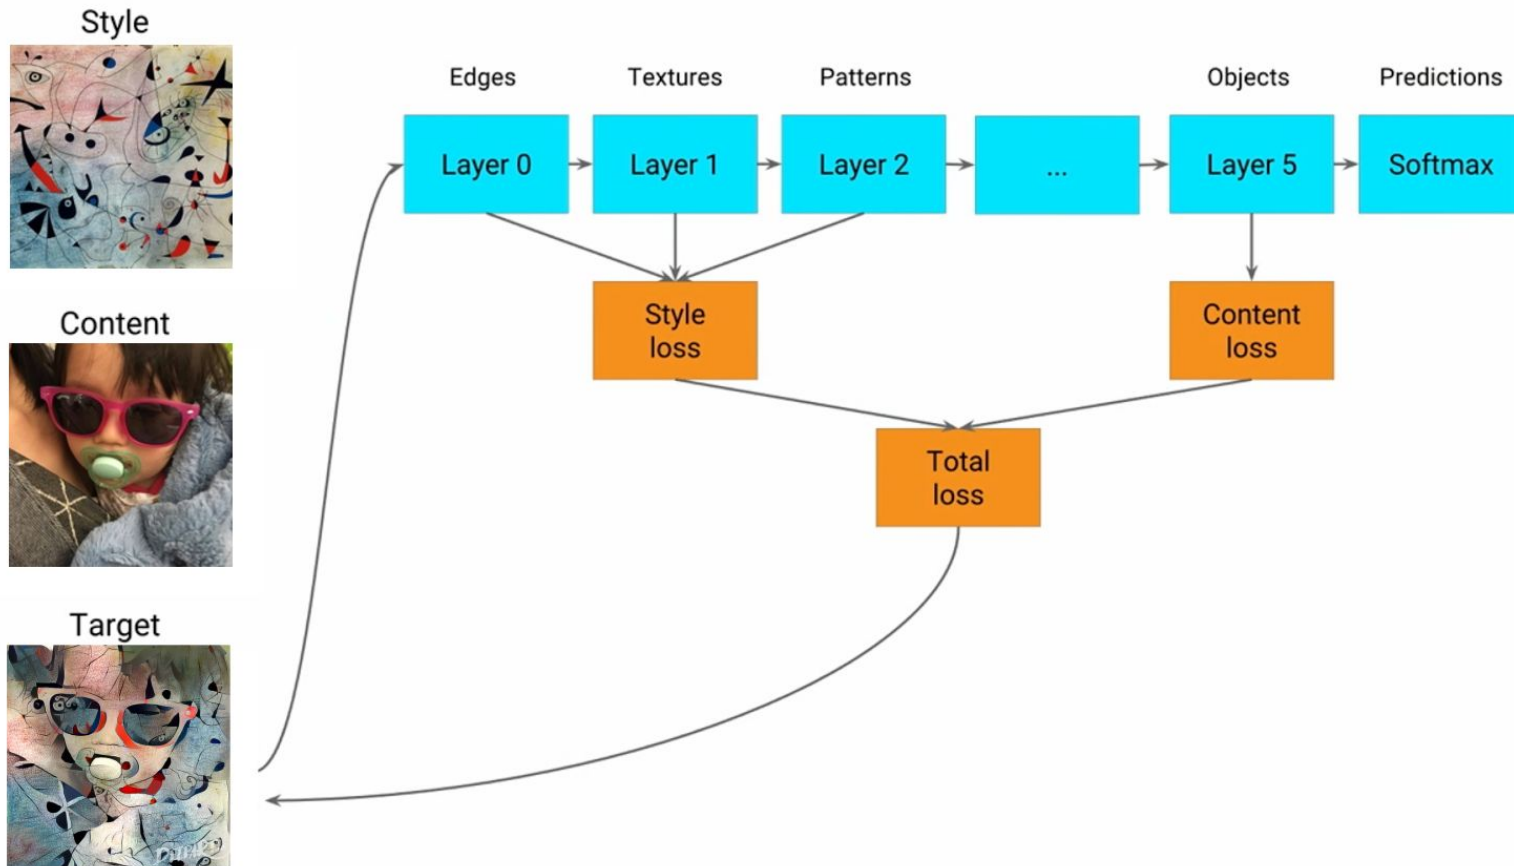 Style
Content
Target
Edges
Textures
Patterns
Objects
Predictions
Layer 0
Layer 1
Layer 2
...
Layer 5
Softmax
Style
loss
Content
loss
Total
loss